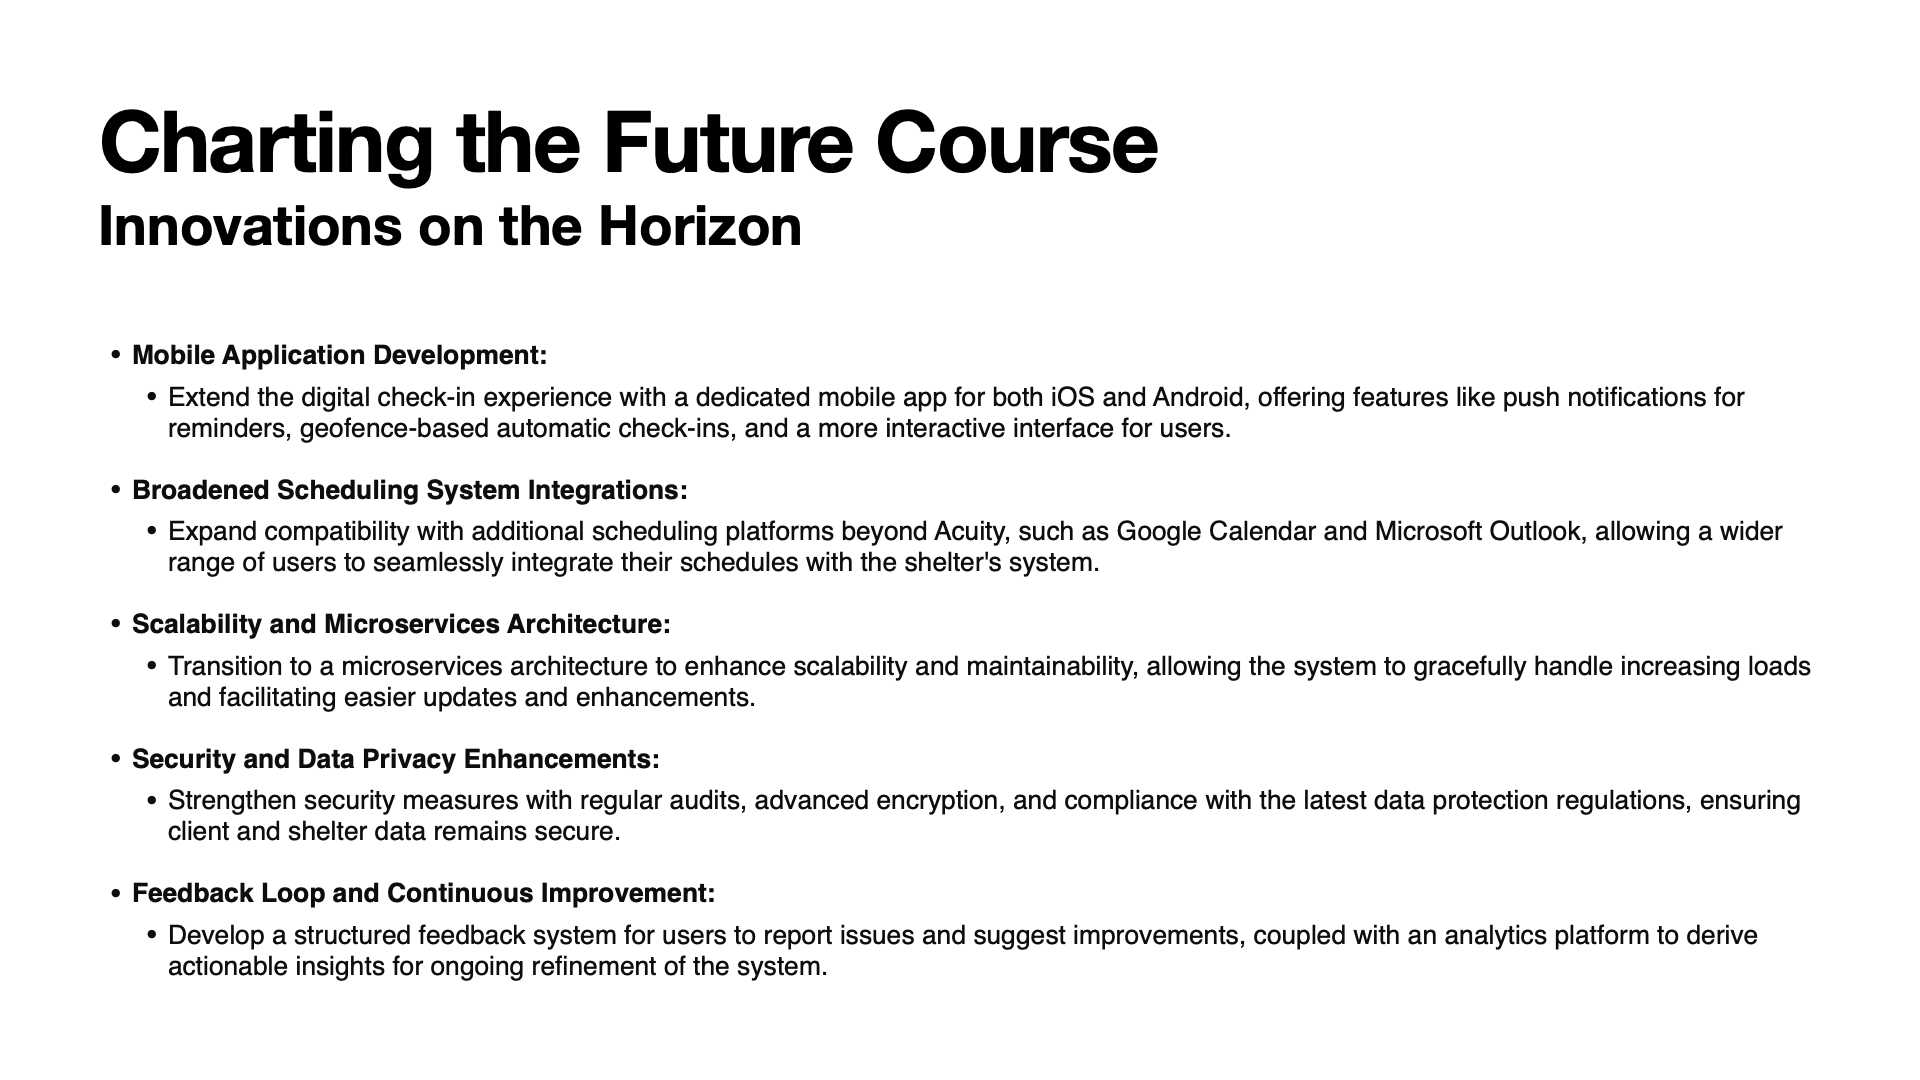 Charting the Future Course
Innovations on the Horizon
• Mobile Application Development:
• Extend the digital check-in experience with a dedicated mobile app for both iOS and Android, offering features like push notifications for
reminders, geofence-based automatic check-ins, and a more interactive interface for users.
• Broadened Scheduling System Integrations:
• Expand compatibility with additional scheduling platforms beyond Acuity, such as Google Calendar and Microsoft Outlook, allowing a wider
range of users to seamlessly integrate their schedules with the shelter's system.
• Scalability and Microservices Architecture:
• Transition to a microservices architecture to enhance scalability and maintainability, allowing the system to gracefully handle increasing loads
and facilitating easier updates and enhancements.
• Security and Data Privacy Enhancements:
• Strengthen security measures with regular audits, advanced encryption, and compliance with the latest data protection regulations, ensuring
client and shelter data remains secure.
• Feedback Loop and Continuous Improvement:
• Develop a structured feedback system for users to report issues and suggest improvements, coupled with an analytics platform to derive
actionable insights for ongoing refinement of the system.